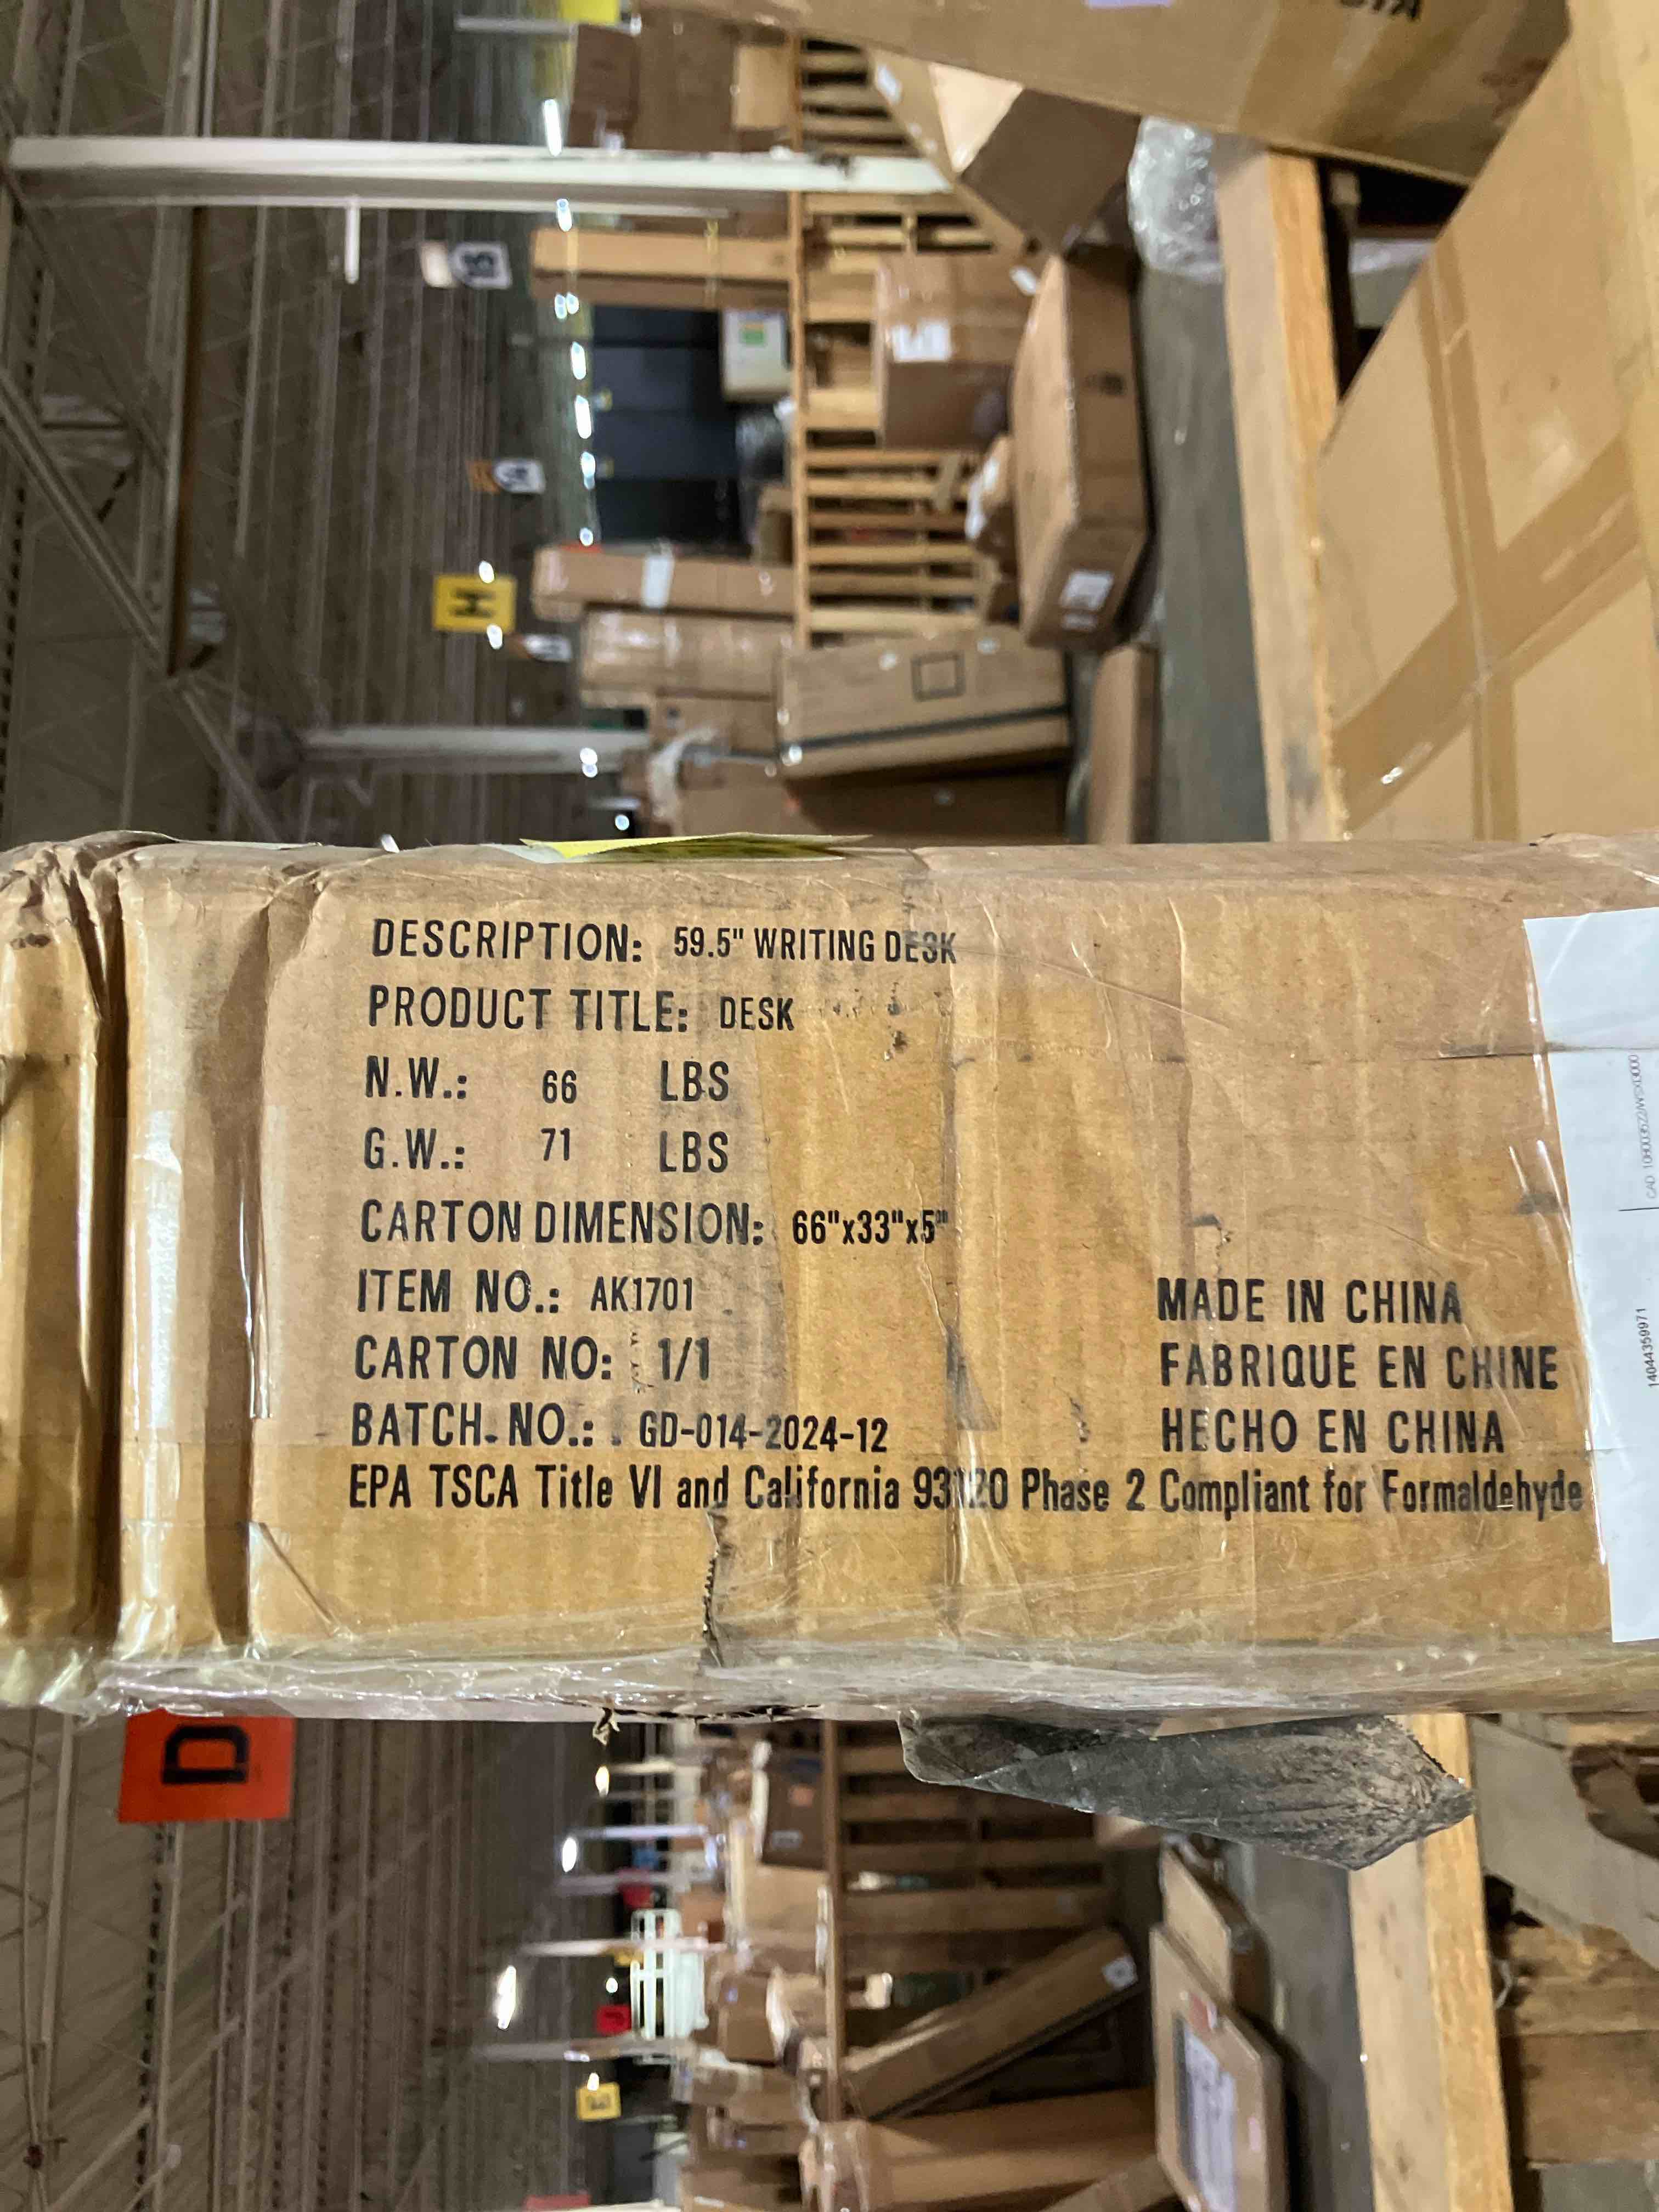 DESCRIPTION: 59.5" WRITING DESK
PRODUCT TITLE: DESK
N.W.: 66 LBS
G.W.: 71 LBS
CARTON DIMENSION: 66"x33"x5"
ITEM NO.: AK1701
CARTON NO: 1/1
BATCH. NO.: GD-014-2024-12
EPA TSCA Title VI and California 93120 Phase 2 Compliant for Formaldehyde
MADE IN CHINA
FABRIQUE EN CHINE
HECHO EN CHINA
14044359971
H
D